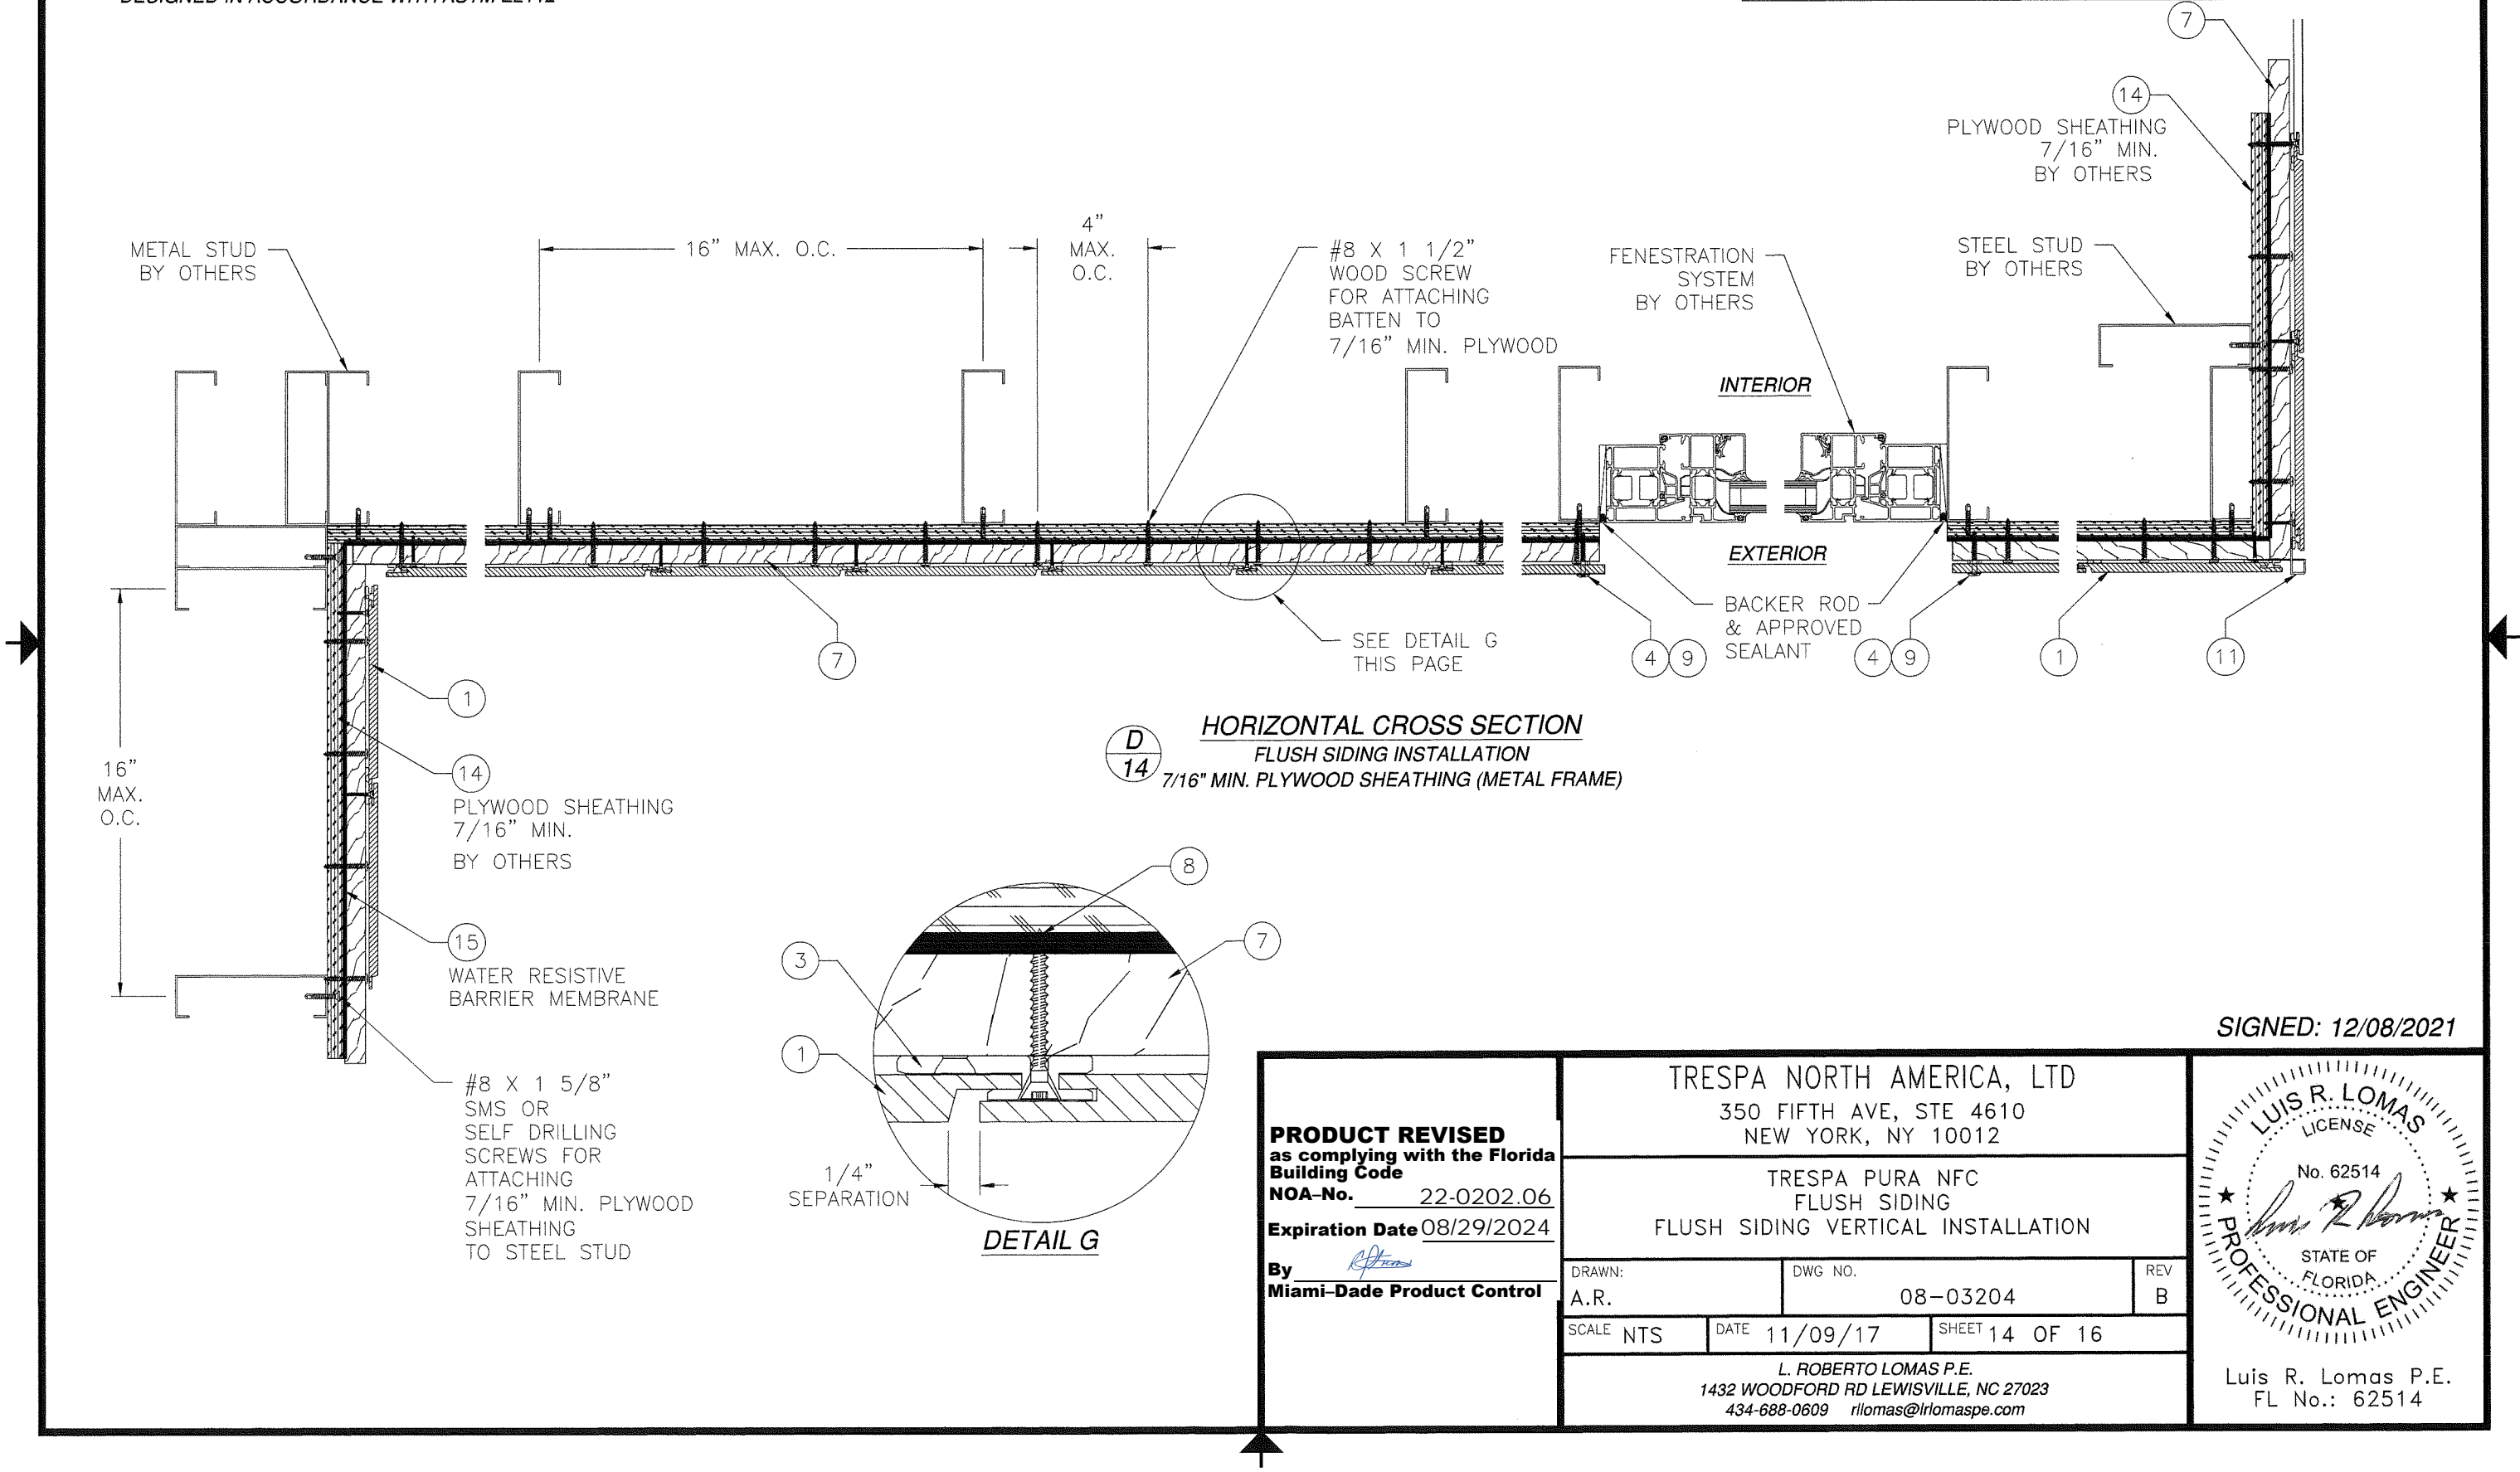 7
14
PLYWOOD SHEATHING
7/16" MIN.
BY OTHERS
METAL STUD
BY OTHERS
16" MAX. O.C.
4"
MAX.
O.C.
#8 X 1 1/2"
WOOD SCREW
FOR ATTACHING
BATTEN TO
7/16" MIN. PLYWOOD
FENESTRATION
SYSTEM
BY OTHERS
STEEL STUD
BY OTHERS
INTERIOR
EXTERIOR
7
SEE DETAIL G
THIS PAGE
4 9
BACKER ROD
& APPROVED
SEALANT
4 9
1
11
1
16"
MAX.
O.C.
14
PLYWOOD SHEATHING
7/16" MIN.
BY OTHERS
15
WATER RESISTIVE
BARRIER MEMBRANE
#8 X 1 5/8"
SMS OR
SELF DRILLING
SCREWS FOR
ATTACHING
7/16" MIN. PLYWOOD
SHEATHING
TO STEEL STUD
D
14
HORIZONTAL CROSS SECTION
FLUSH SIDING INSTALLATION
7/16" MIN. PLYWOOD SHEATHING (METAL FRAME)
8
7
3
1
1/4"
SEPARATION
DETAIL G
SIGNED: 12/08/2021
PRODUCT REVISED
as complying with the Florida
Building Code
NOA–No. 22-0202.06
Expiration Date 08/29/2024
By
Miami–Dade Product Control
TRESPA NORTH AMERICA, LTD
350 FIFTH AVE, STE 4610
NEW YORK, NY 10012
TRESPA PURA NFC
FLUSH SIDING
FLUSH SIDING VERTICAL INSTALLATION
DRAWN:
A.R.
DWG NO.
08-03204
REV
B
SCALE NTS
DATE 11/09/17
SHEET 14 OF 16
L. ROBERTO LOMAS P.E.
1432 WOODFORD RD LEWISVILLE, NC 27023
434-688-0609 rllomas@lrlomaspe.com
LUIS R. LOMAS
LICENSE
No. 62514
STATE OF
FLORIDA
PROFESSIONAL ENGINEER
Luis R. Lomas P.E.
FL No.: 62514